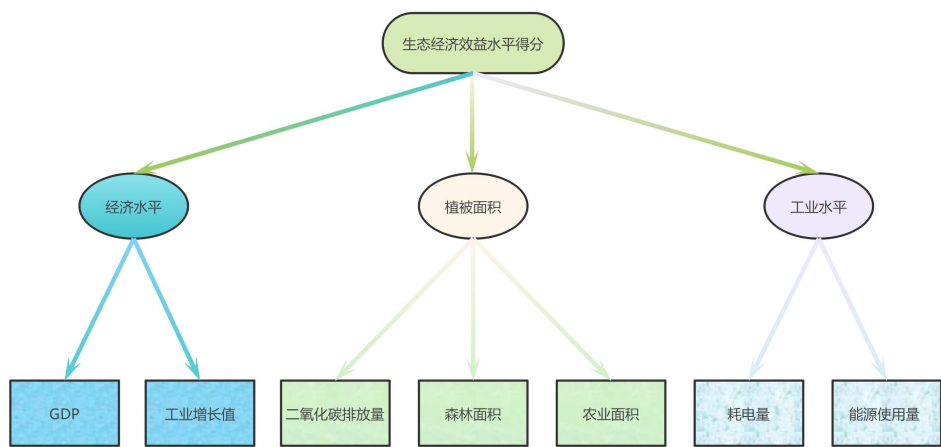 生态经济效益水平得分
经济水平
植被面积
工业水平
GDP
工业增长值
二氧化碳排放量
森林面积
农业面积
耗电量
能源使用量